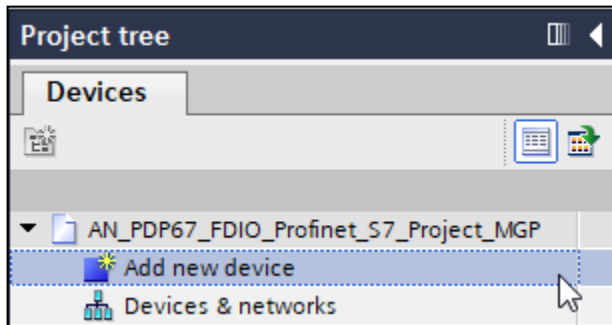 Project tree
Devices
AN_PDP67_FDIO_Profinet_S7_Project_MGP
Add new device
Devices & networks